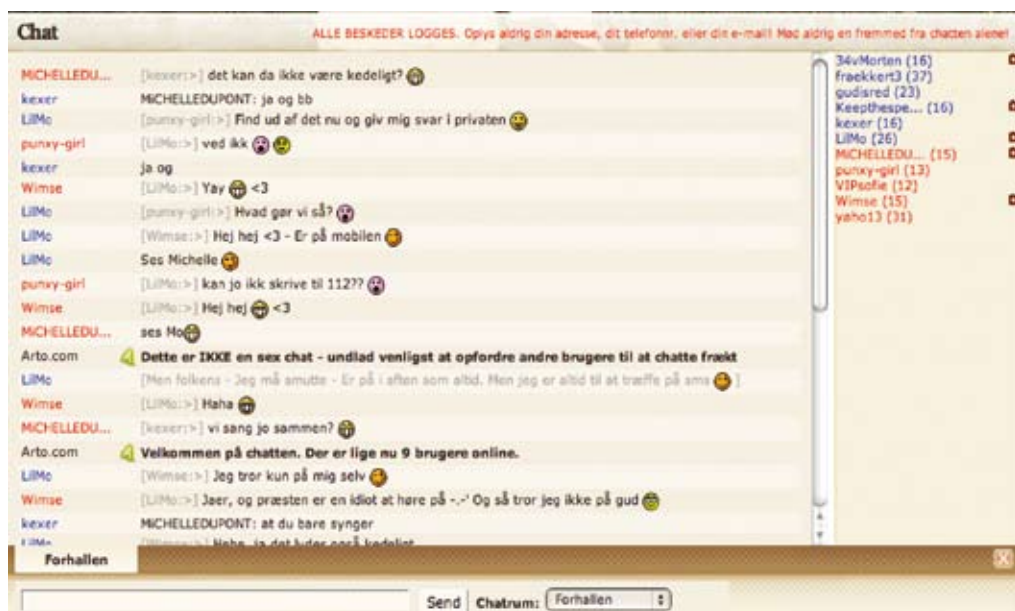 Chat
ALLE BESKEDER LOGGES. Oplys aldrig din adresse, dit telefonnr. eller din e-mail! Mød aldrig en fremmed fra chatten alene!
MiCHELLEDU... [kexer:>] det kan da ikke være kedeligt?
kexer MiCHELLEDUPONT: ja og bb
LilMo [punxy-girl:>] Find ud af det nu og giv mig svar i privaten
punxy-girl [LilMo:>] ved ikk
kexer ja og
Wimse [LilMo:>] Yay <3
LilMo [punxy-girl:>] Hvad gør vi så?
LilMo [Wimse:>] Hej hej <3 - Er på mobilen
LilMo Ses Michelle
punxy-girl [LilMo:>] kan jo ikk skrive til 112??
Wimse [LilMo:>] Hej hej <3
MiCHELLEDU... ses Mo
Arto.com Dette er IKKE en sex chat - undlad venligst at opfordre andre brugere til at chatte frækt
LilMo [Men folkens - Jeg må smutte - Er på i aften som altid. Men jeg er altid til at træffe på sms ]
Wimse [LilMo:>] Haha
MiCHELLEDU... [kexer:>] vi sang jo sammen?
Arto.com Velkommen på chatten. Der er lige nu 9 brugere online.
LilMo [Wimse:>] Jeg tror kun på mig selv
Wimse [LilMo:>] Jaer, og præsten er en idiot at høre på -.-' Og så tror jeg ikke på gud
kexer MiCHELLEDUPONT: at du bare synger
LilMo [Wimse:>] Hehe, ja det lyder også kedeligt
34vMorten (16)
fraekkert3 (37)
gudisred (23)
Keepthespe... (16)
kexer (16)
LilMo (26)
MiCHELLEDU... (15)
punxy-girl (13)
VIPsofie (12)
Wimse (15)
yaho13 (31)
Forhallen
Send Chatrum: Forhallen